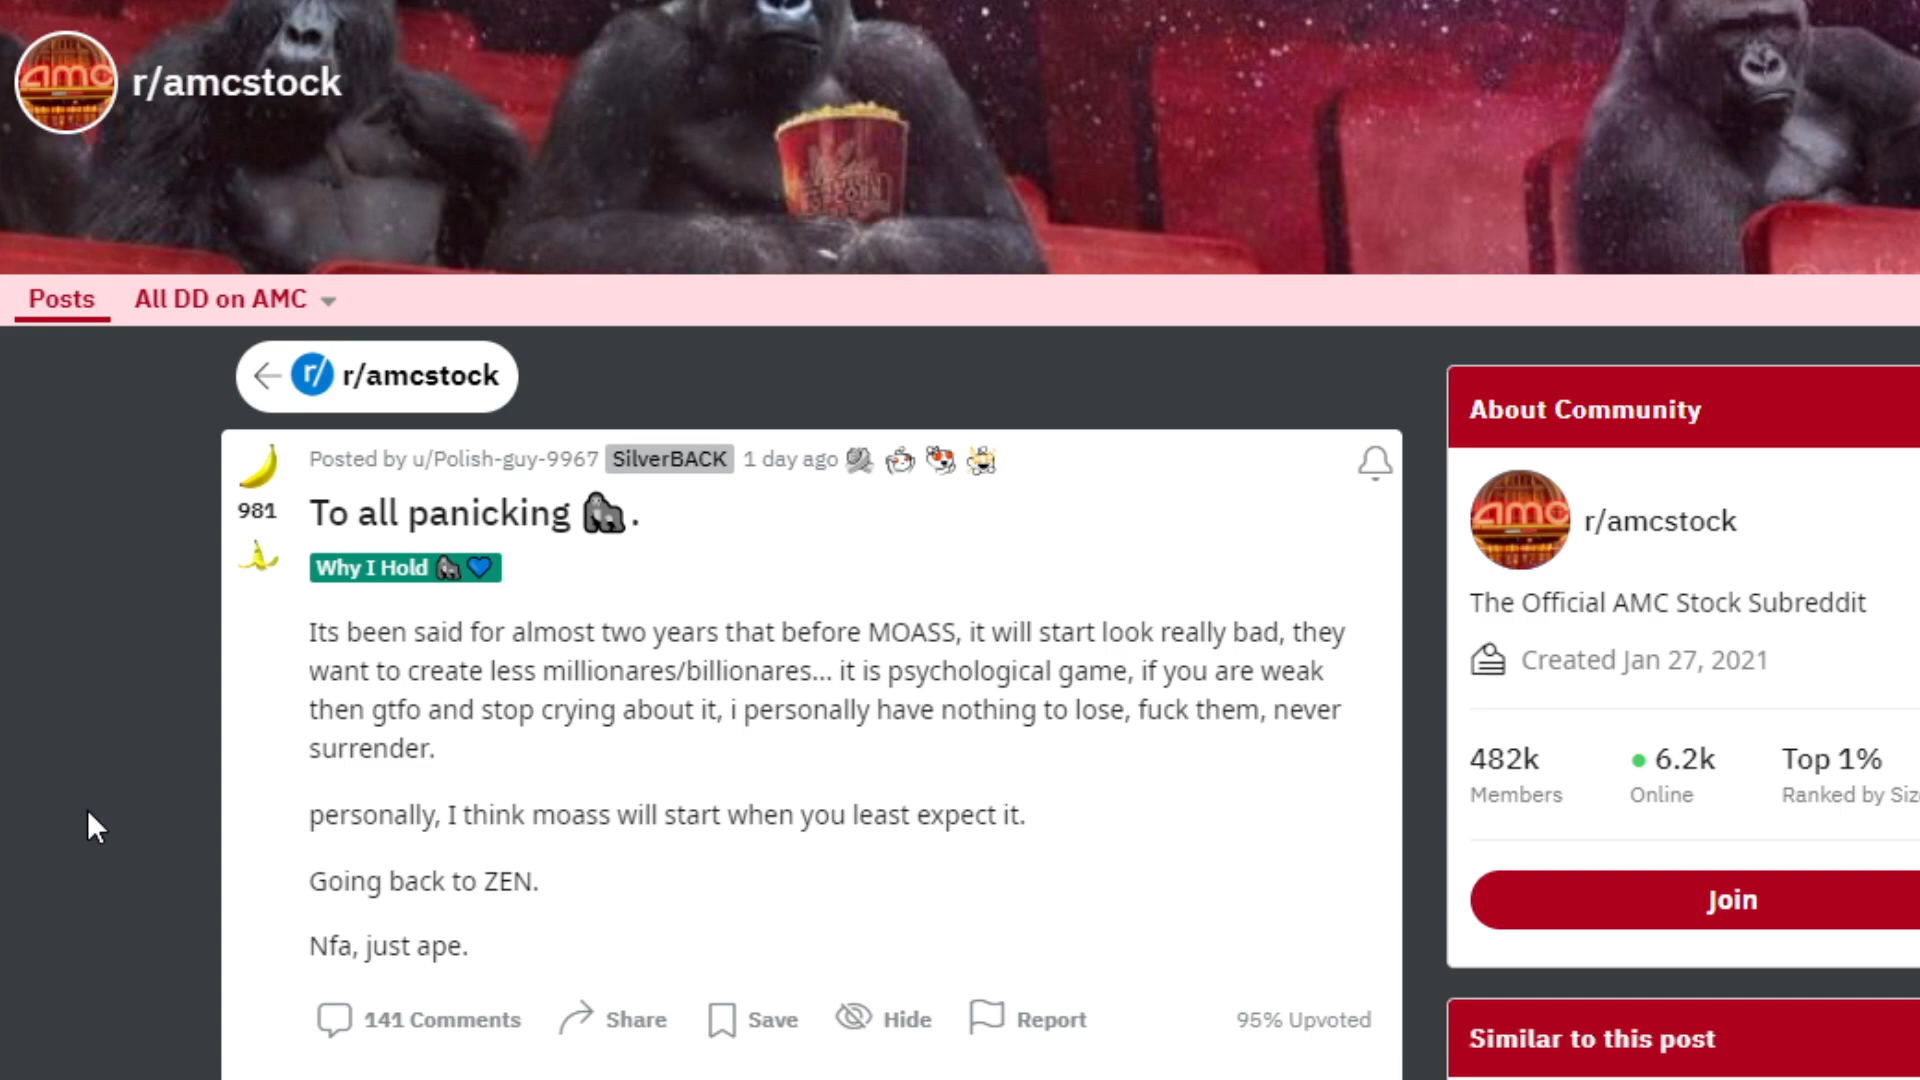 amc
r/amcstock
Posts
All DD on AMC
r/
r/amcstock
Posted by u/Polish-guy-9967 SilverBACK 1 day ago
981
To all panicking 🦍.
Why I Hold 🦍💙
Its been said for almost two years that before MOASS, it will start look really bad, they
want to create less millionares/billionares... it is psychological game, if you are weak
then gtfo and stop crying about it, i personally have nothing to lose, fuck them, never
surrender.
personally, I think moass will start when you least expect it.
Going back to ZEN.
Nfa, just ape.
141 Comments
Share
Save
Hide
Report
95% Upvoted
About Community
amc
r/amcstock
The Official AMC Stock Subreddit
Created Jan 27, 2021
482k
6.2k
Top 1%
Members
Online
Ranked by Siz
Join
Similar to this post